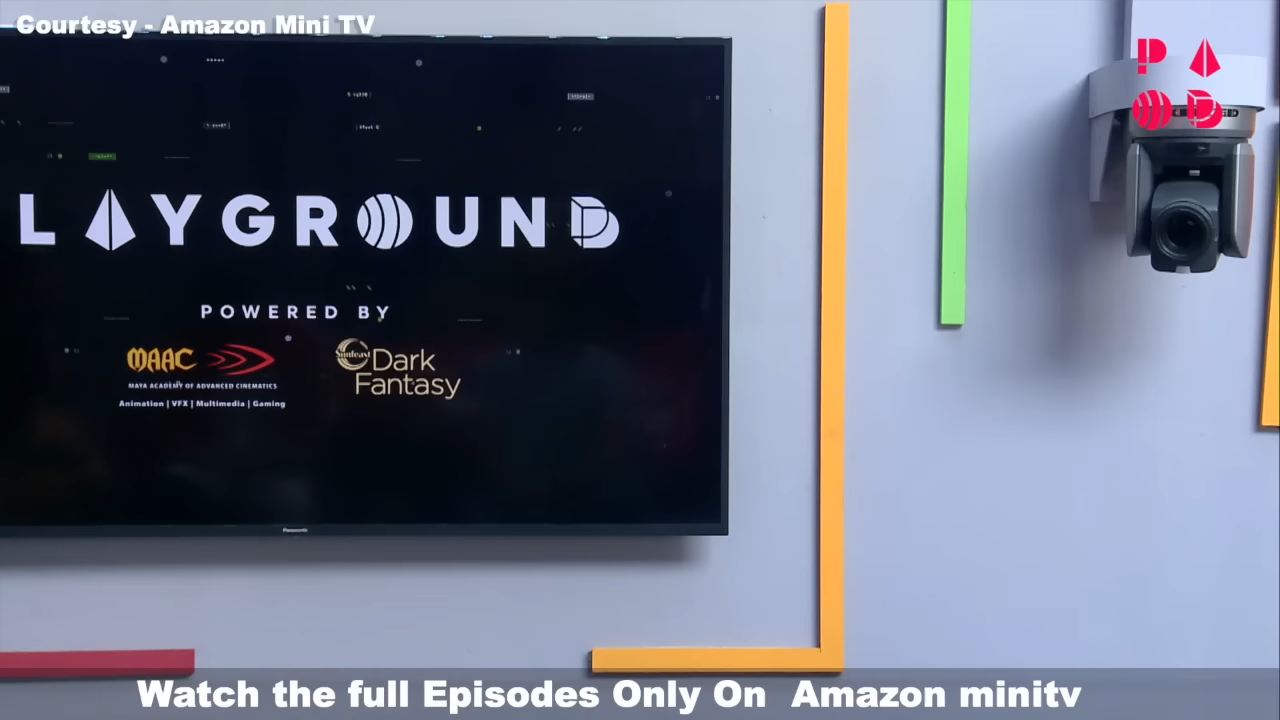 Courtesy - Amazon Mini TV
P A
O D
LAYGROUND
POWERED BY
MAAC
MAYA ACADEMY OF ADVANCED CINEMATICS
Animation | VFX | Multimedia | Gaming
Sunfeast
Dark
Fantasy
Panasonic
Watch the full Episodes Only On Amazon minitv